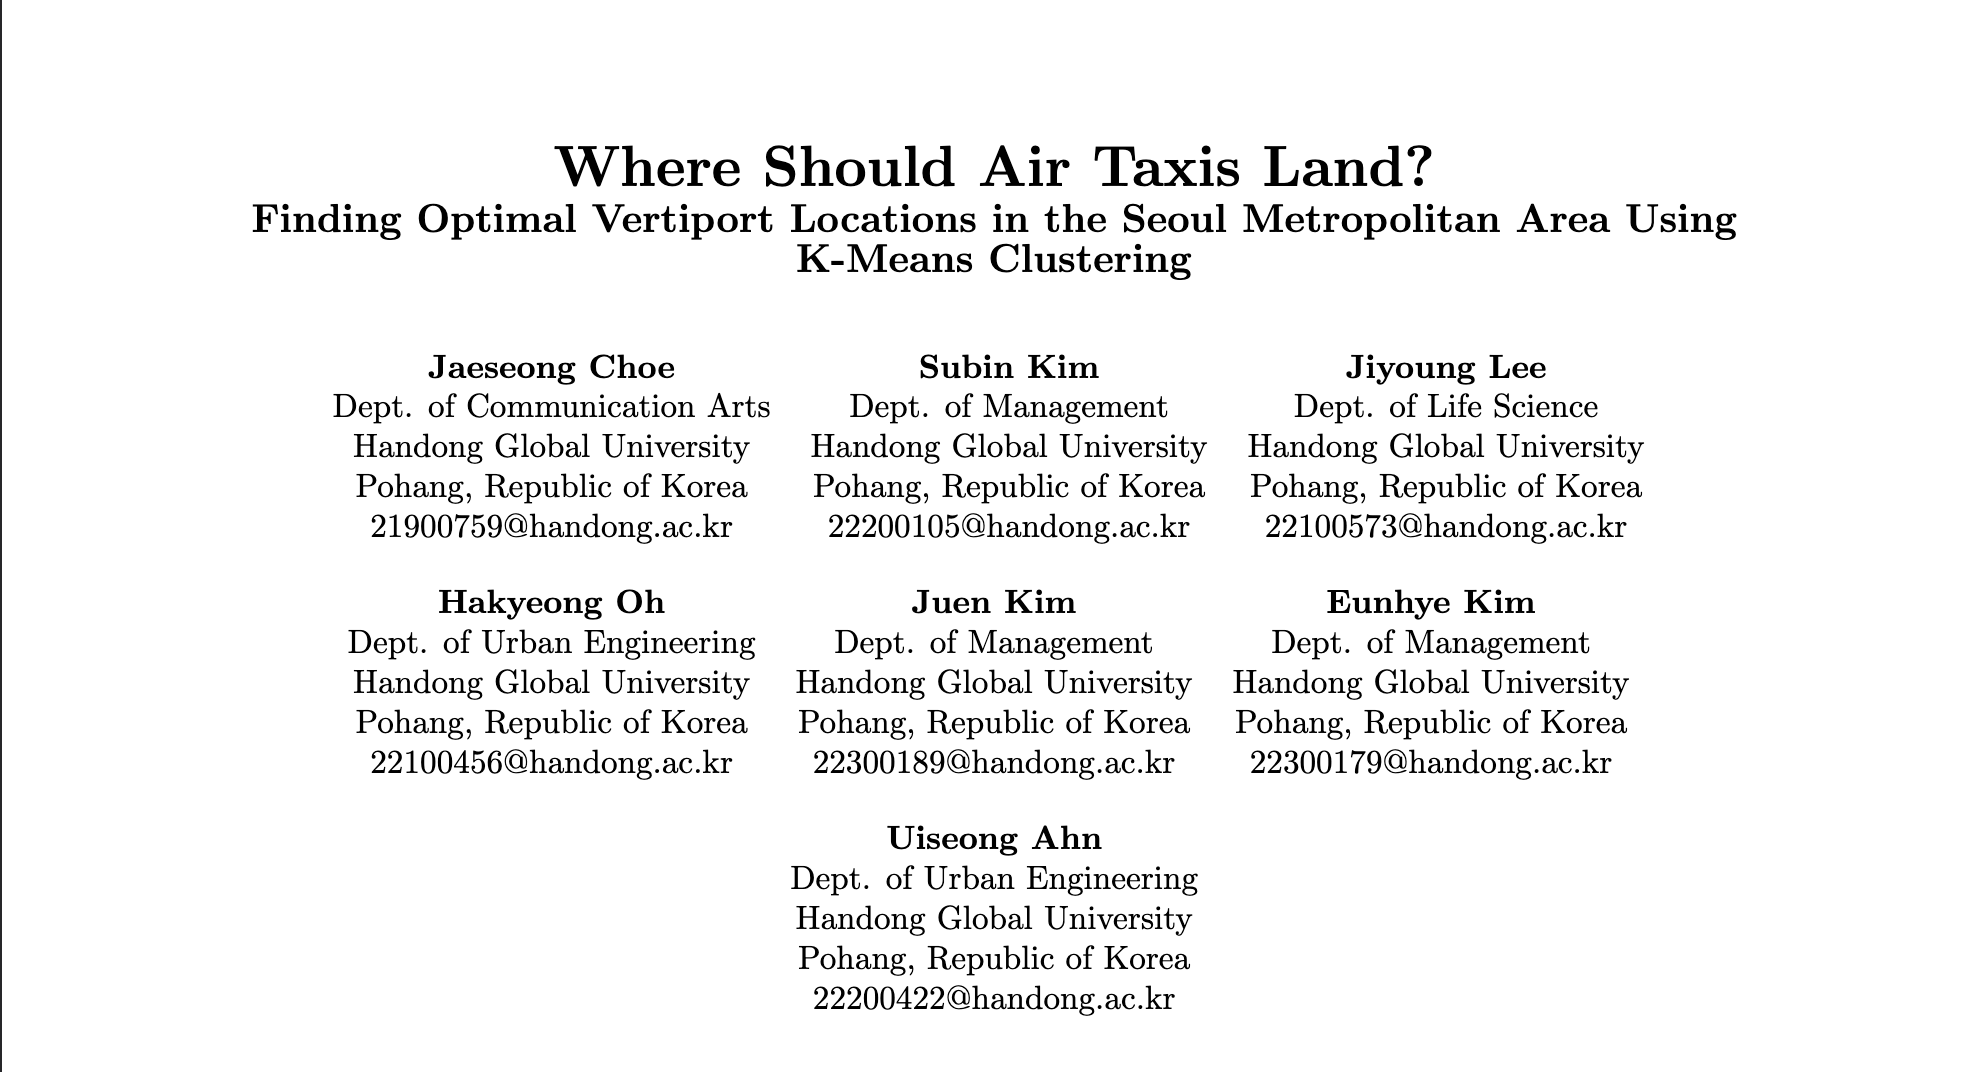 Where Should Air Taxis Land?
Finding Optimal Vertiport Locations in the Seoul Metropolitan Area Using
K-Means Clustering
Jaeseong Choe
Dept. of Communication Arts
Handong Global University
Pohang, Republic of Korea
21900759@handong.ac.kr
Subin Kim
Dept. of Management
Handong Global University
Pohang, Republic of Korea
22200105@handong.ac.kr
Jiyoung Lee
Dept. of Life Science
Handong Global University
Pohang, Republic of Korea
22100573@handong.ac.kr
Hakyeong Oh
Dept. of Urban Engineering
Handong Global University
Pohang, Republic of Korea
22100456@handong.ac.kr
Juen Kim
Dept. of Management
Handong Global University
Pohang, Republic of Korea
22300189@handong.ac.kr
Eunhye Kim
Dept. of Management
Handong Global University
Pohang, Republic of Korea
22300179@handong.ac.kr
Uiseong Ahn
Dept. of Urban Engineering
Handong Global University
Pohang, Republic of Korea
22200422@handong.ac.kr